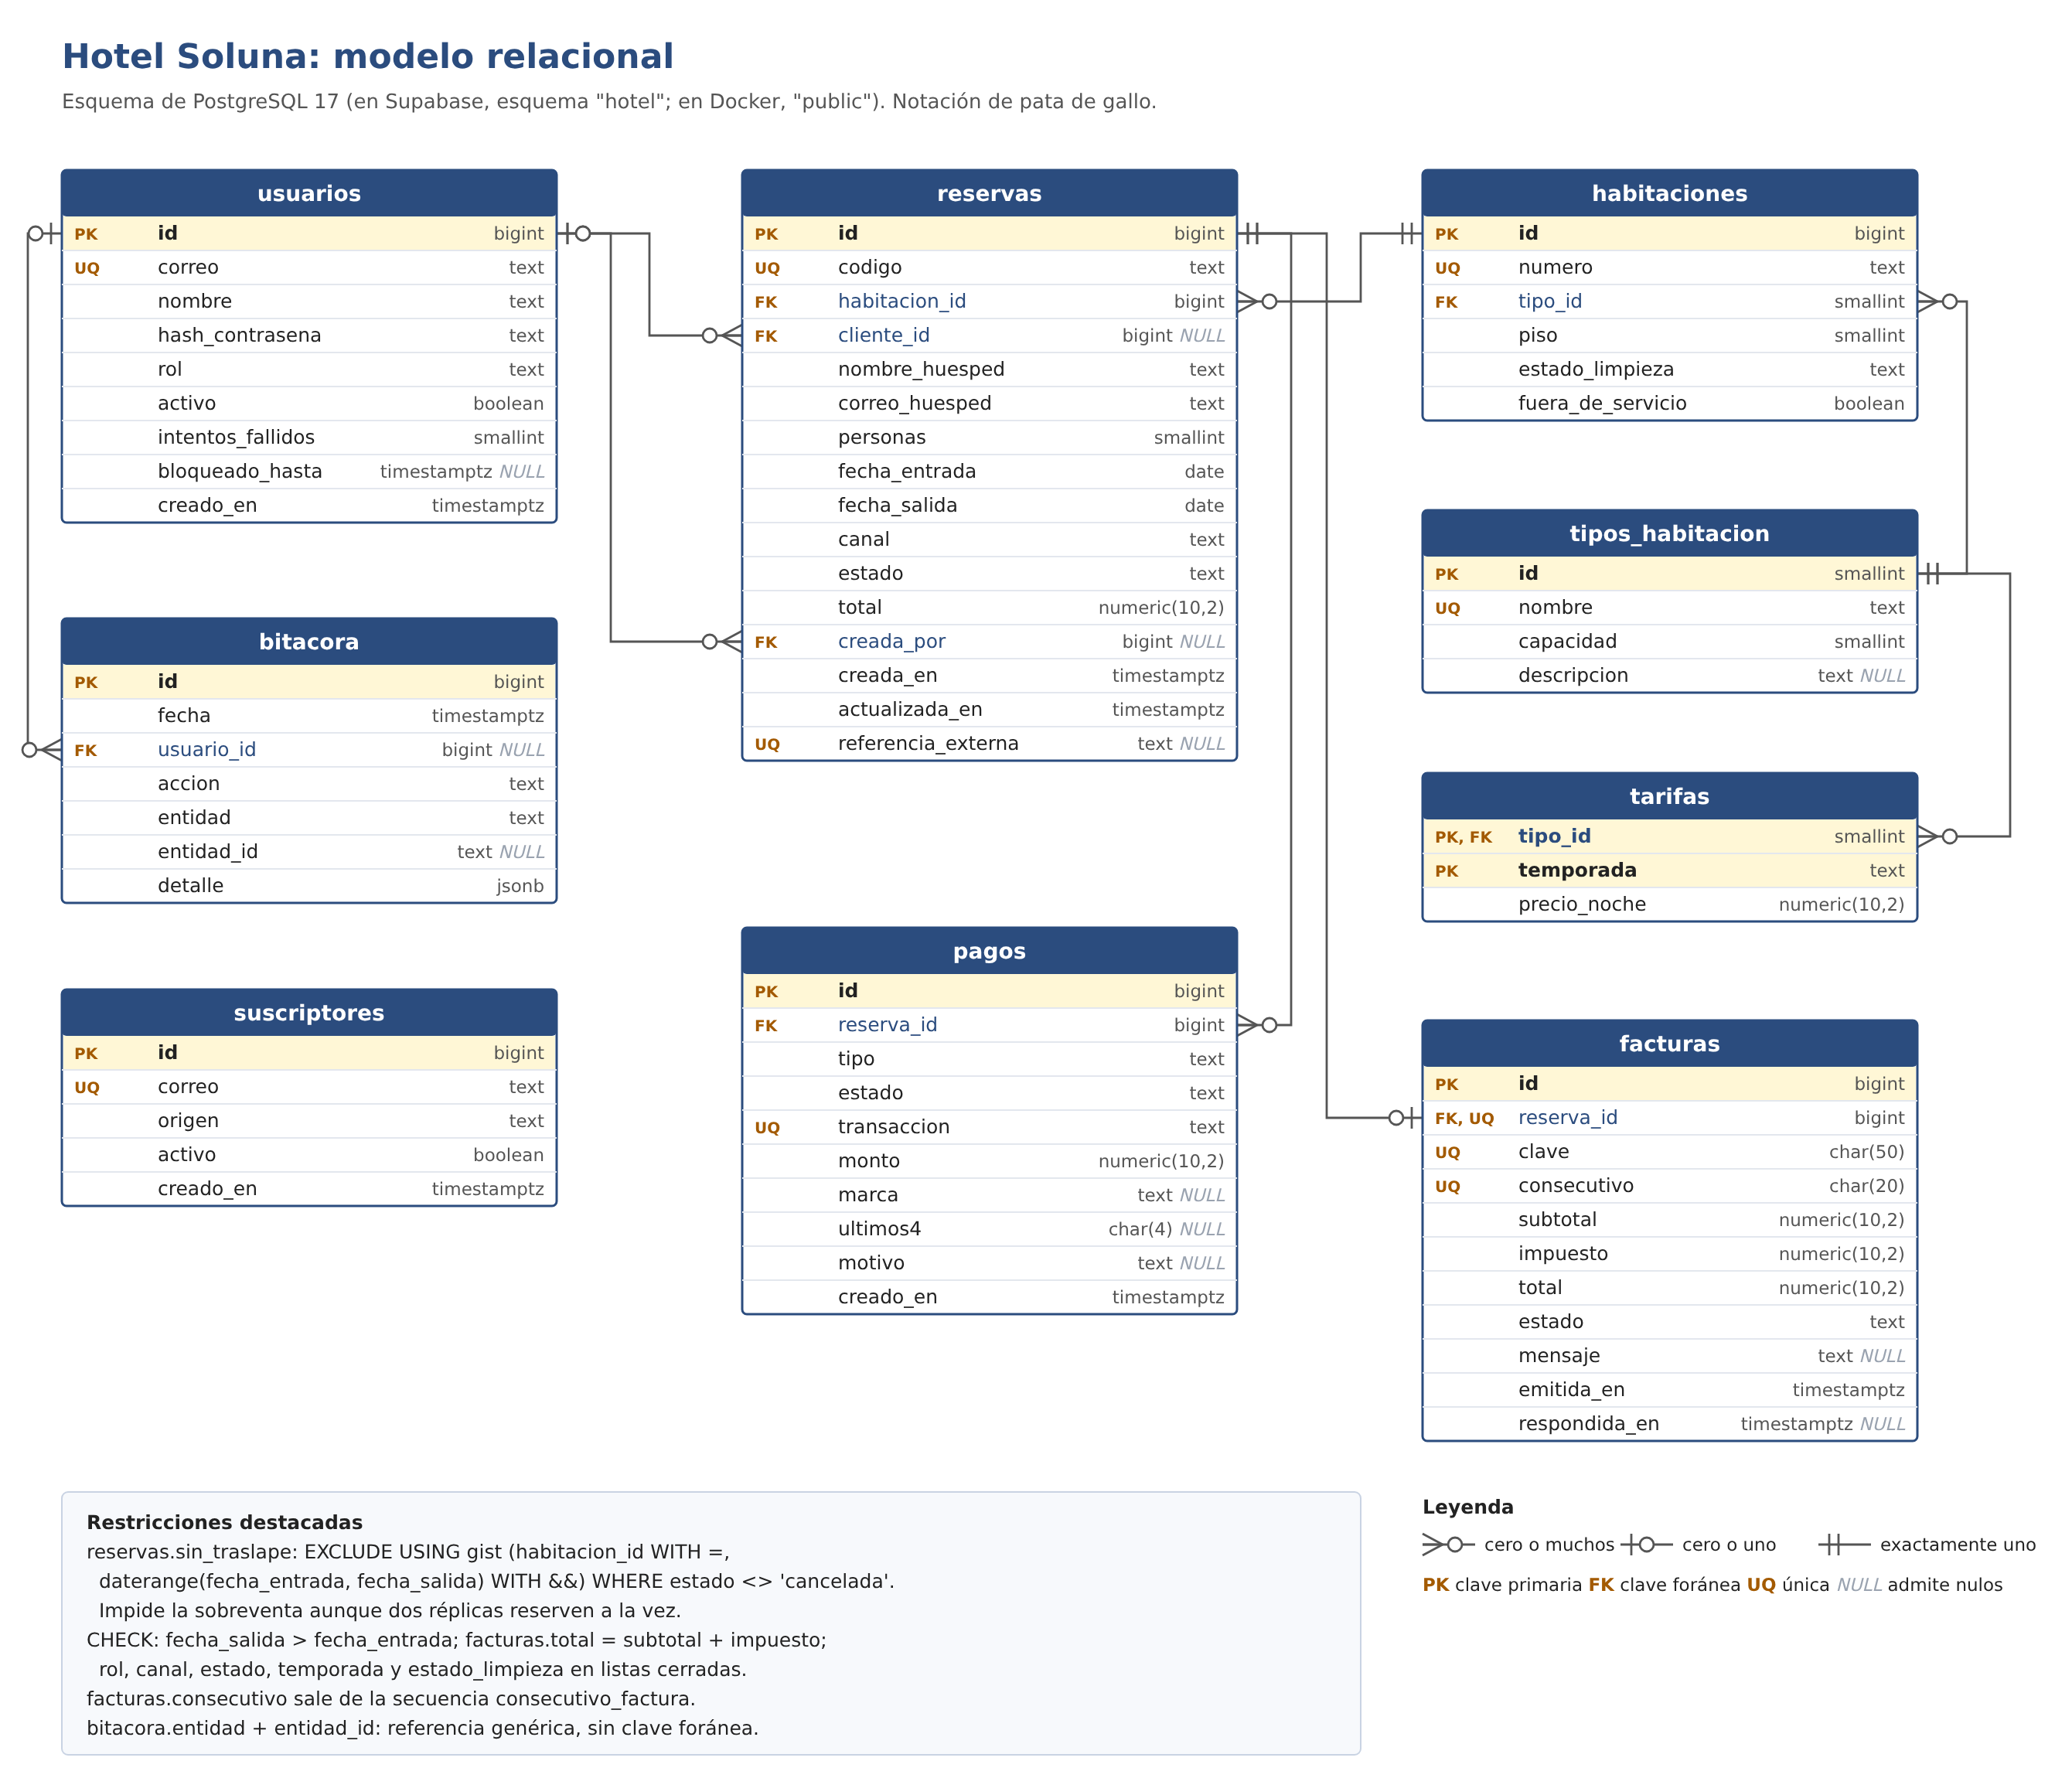 Hotel Soluna: modelo relacional
Esquema de PostgreSQL 17 (en Supabase, esquema "hotel"; en Docker, "public"). Notación de pata de gallo.
usuarios
PK id bigint
UQ correo text
nombre text
hash_contrasena text
rol text
activo boolean
intentos_fallidos smallint
bloqueado_hasta timestamptz NULL
creado_en timestamptz
bitacora
PK id bigint
fecha timestamptz
FK usuario_id bigint NULL
accion text
entidad text
entidad_id text NULL
detalle jsonb
suscriptores
PK id bigint
UQ correo text
origen text
activo boolean
creado_en timestamptz
reservas
PK id bigint
UQ codigo text
FK habitacion_id bigint
FK cliente_id bigint NULL
nombre_huesped text
correo_huesped text
personas smallint
fecha_entrada date
fecha_salida date
canal text
estado text
total numeric(10,2)
FK creada_por bigint NULL
creada_en timestamptz
actualizada_en timestamptz
UQ referencia_externa text NULL
pagos
PK id bigint
FK reserva_id bigint
tipo text
estado text
UQ transaccion text
monto numeric(10,2)
marca text NULL
ultimos4 char(4) NULL
motivo text NULL
creado_en timestamptz
habitaciones
PK id bigint
UQ numero text
FK tipo_id smallint
piso smallint
estado_limpieza text
fuera_de_servicio boolean
tipos_habitacion
PK id smallint
UQ nombre text
capacidad smallint
descripcion text NULL
tarifas
PK, FK tipo_id smallint
PK temporada text
precio_noche numeric(10,2)
facturas
PK id bigint
FK, UQ reserva_id bigint
UQ clave char(50)
UQ consecutivo char(20)
subtotal numeric(10,2)
impuesto numeric(10,2)
total numeric(10,2)
estado text
mensaje text NULL
emitida_en timestamptz
respondida_en timestamptz NULL
Restricciones destacadas
reservas.sin_traslape: EXCLUDE USING gist (habitacion_id WITH =,
daterange(fecha_entrada, fecha_salida) WITH &&) WHERE estado <> 'cancelada'.
Impide la sobreventa aunque dos réplicas reserven a la vez.
CHECK: fecha_salida > fecha_entrada; facturas.total = subtotal + impuesto;
rol, canal, estado, temporada y estado_limpieza en listas cerradas.
facturas.consecutivo sale de la secuencia consecutivo_factura.
bitacora.entidad + entidad_id: referencia genérica, sin clave foránea.
Leyenda
cero o muchos cero o uno exactamente uno
PK clave primaria FK clave foránea UQ única NULL admite nulos